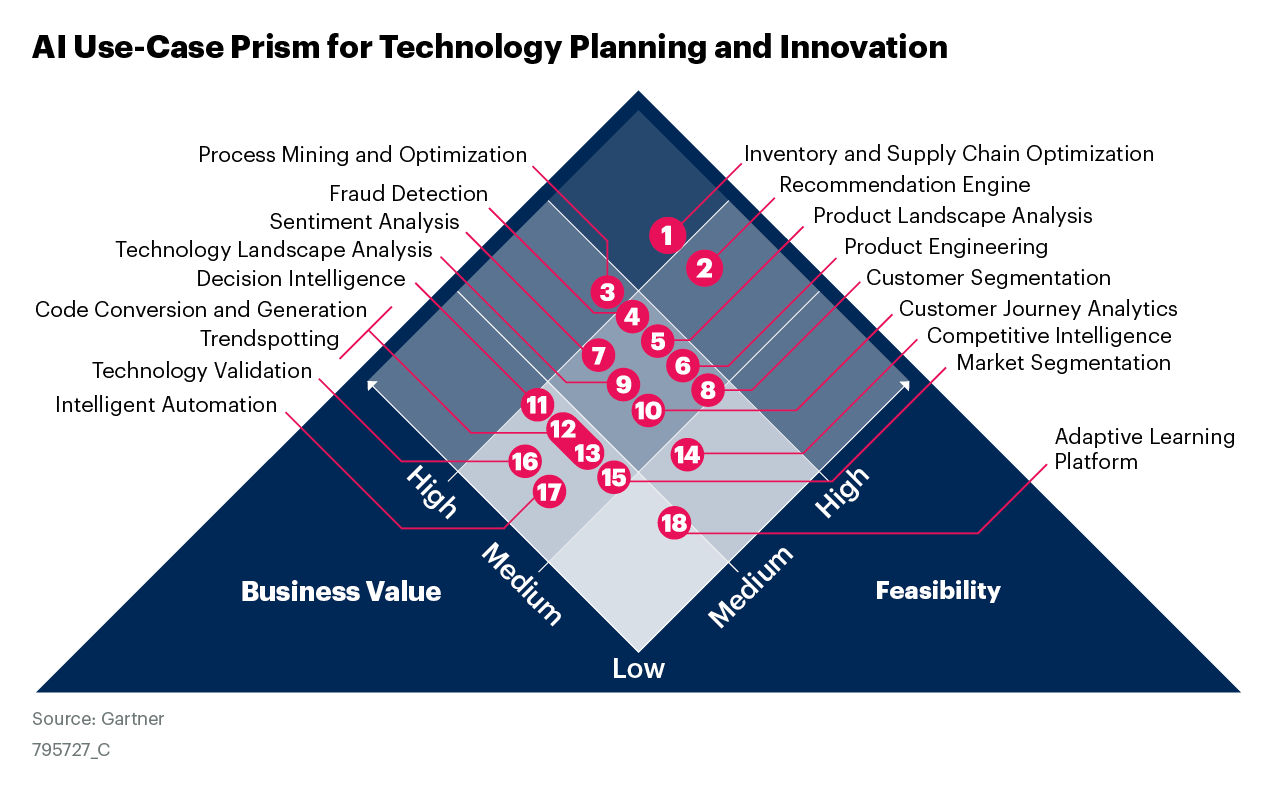 AI Use-Case Prism for Technology Planning and Innovation
Process Mining and Optimization
Fraud Detection
Sentiment Analysis
Technology Landscape Analysis
Decision Intelligence
Code Conversion and Generation
Trendspotting
Technology Validation
Intelligent Automation
Inventory and Supply Chain Optimization
Recommendation Engine
Product Landscape Analysis
Product Engineering
Customer Segmentation
Customer Journey Analytics
Competitive Intelligence
Market Segmentation
Adaptive Learning
Platform
1
2
3
4
5
6
7
8
9
10
11
12
13
14
15
16
17
18
High
Medium
Low
Medium
High
Business Value
Feasibility
Source: Gartner
795727_C